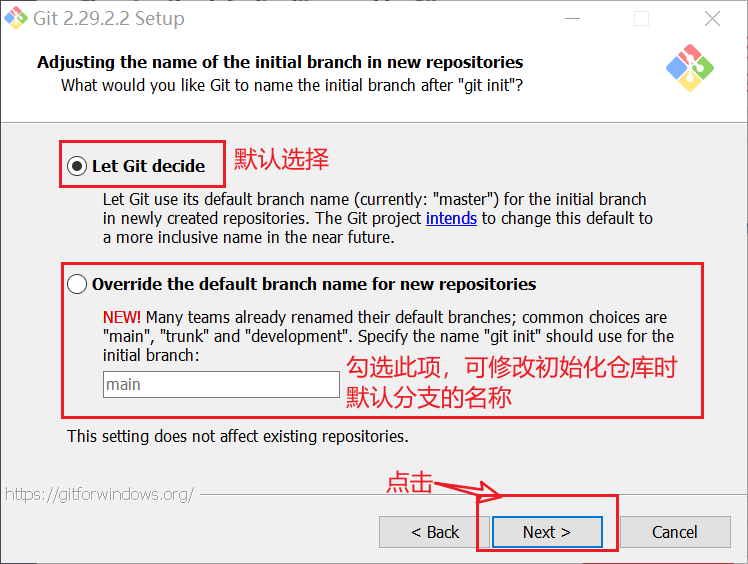 Git 2.29.2.2 Setup
Adjusting the name of the initial branch in new repositories
What would you like Git to name the initial branch after "git init"?
Let Git decide 默认选择
Let Git use its default branch name (currently: "master") for the initial branch
in newly created repositories. The Git project intends to change this default to
a more inclusive name in the near future.
Override the default branch name for new repositories
NEW! Many teams already renamed their default branches; common choices are
"main", "trunk" and "development". Specify the name "git init" should use for the
initial branch:
main
勾选此项，可修改初始化仓库时
默认分支的名称
This setting does not affect existing repositories.
点击
https://gitforwindows.org/
< Back Next > Cancel